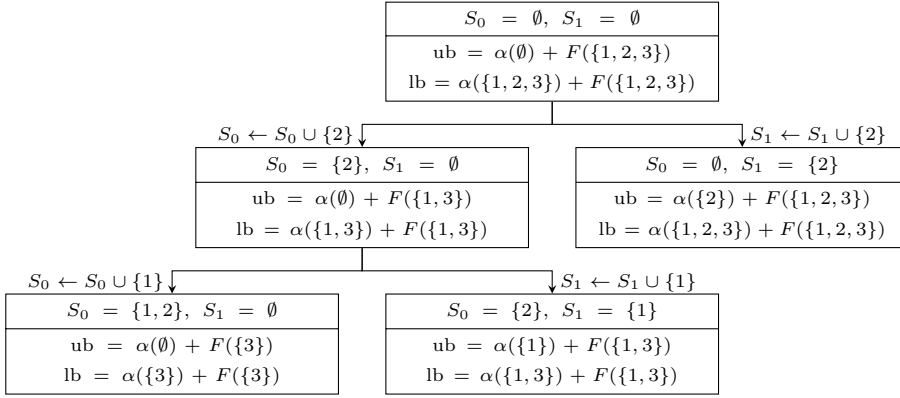 S₀ = ∅, S₁ = ∅
ub = α(∅) + F({1, 2, 3})
lb = α({1, 2, 3}) + F({1, 2, 3})
S₀ ← S₀ ∪ {2}
S₁ ← S₁ ∪ {2}
S₀ = {2}, S₁ = ∅
ub = α(∅) + F({1, 3})
lb = α({1, 3}) + F({1, 3})
S₀ = ∅, S₁ = {2}
ub = α({2}) + F({1, 2, 3})
lb = α({1, 2, 3}) + F({1, 2, 3})
S₀ ← S₀ ∪ {1}
S₁ ← S₁ ∪ {1}
S₀ = {1, 2}, S₁ = ∅
ub = α(∅) + F({3})
lb = α({3}) + F({3})
S₀ = {2}, S₁ = {1}
ub = α({1}) + F({1, 3})
lb = α({1, 3}) + F({1, 3})